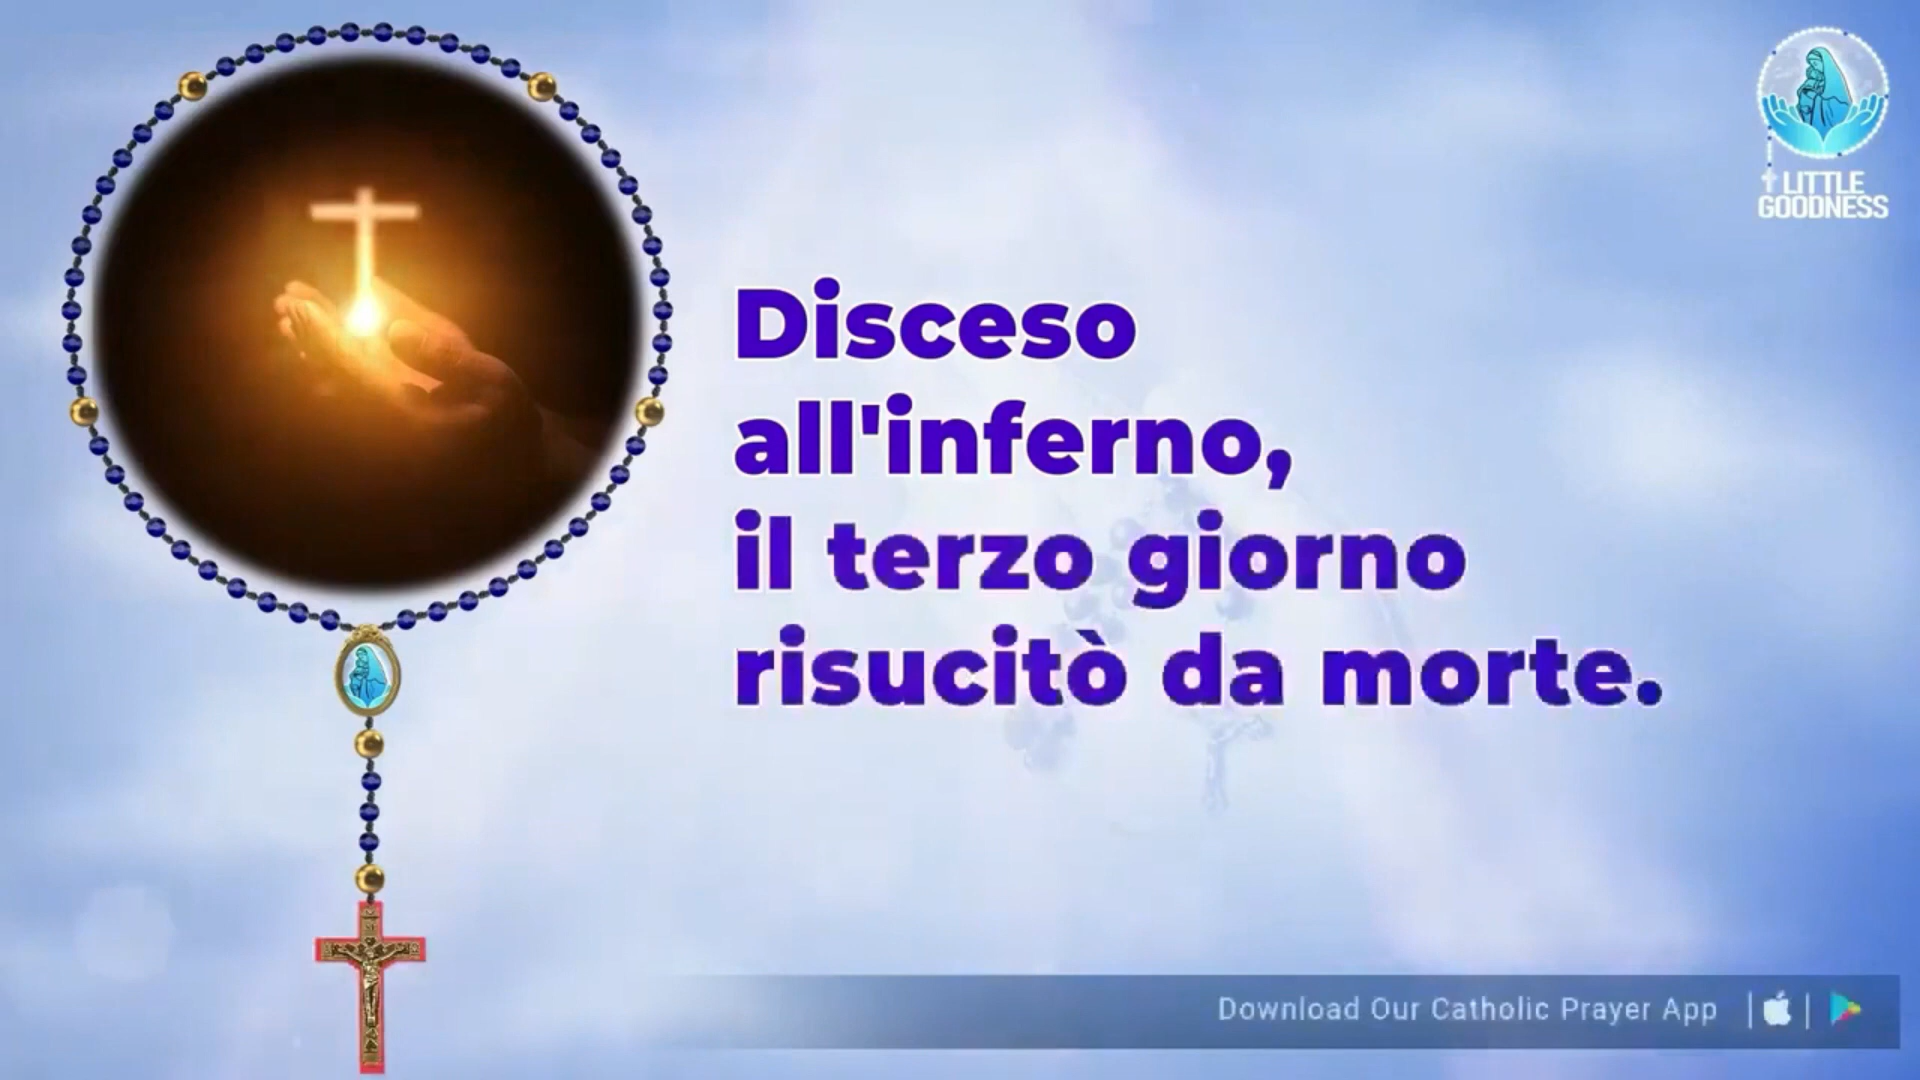 LITTLE
GOODNESS
Disceso
all'inferno,
il terzo giorno
risucitò da morte.
Download Our Catholic Prayer App